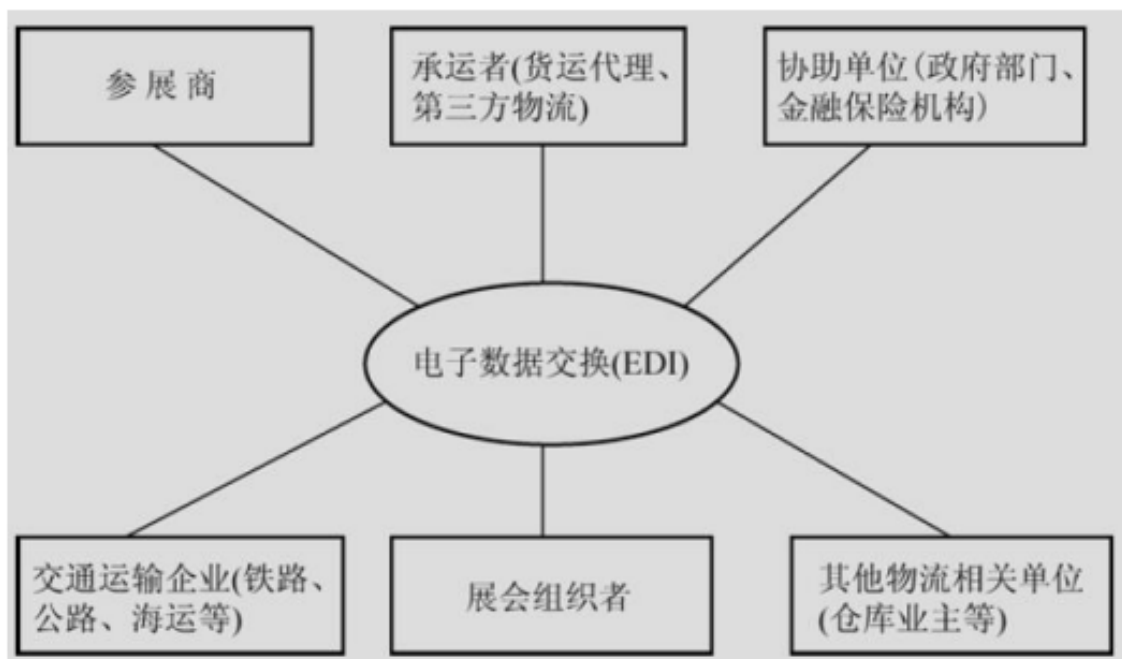 参展商
承运者(货运代理、
第三方物流)
协助单位(政府部门、
金融保险机构)
电子数据交换(EDI)
交通运输企业(铁路、
公路、海运等)
展会组织者
其他物流相关单位
(仓库业主等)